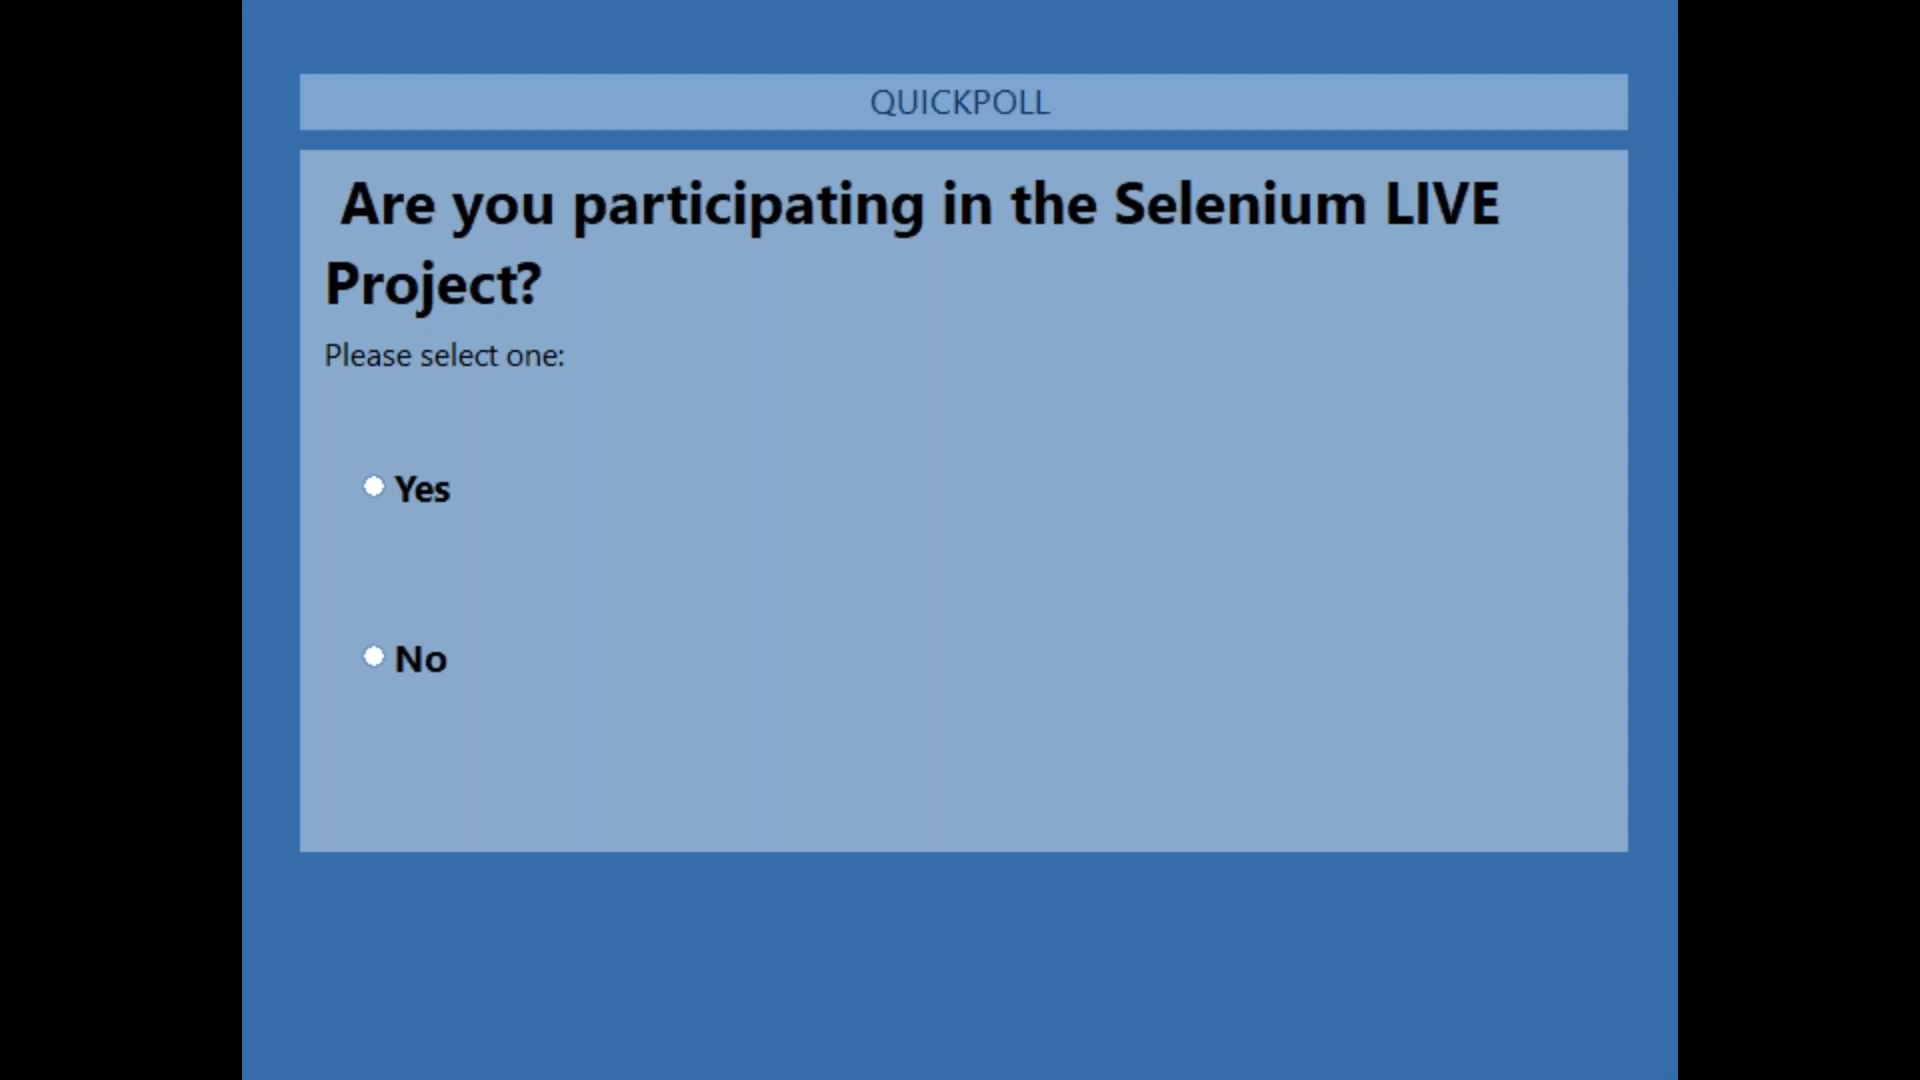 QUICKPOLL
Are you participating in the Selenium LIVE
Project?
Please select one:
Yes
No